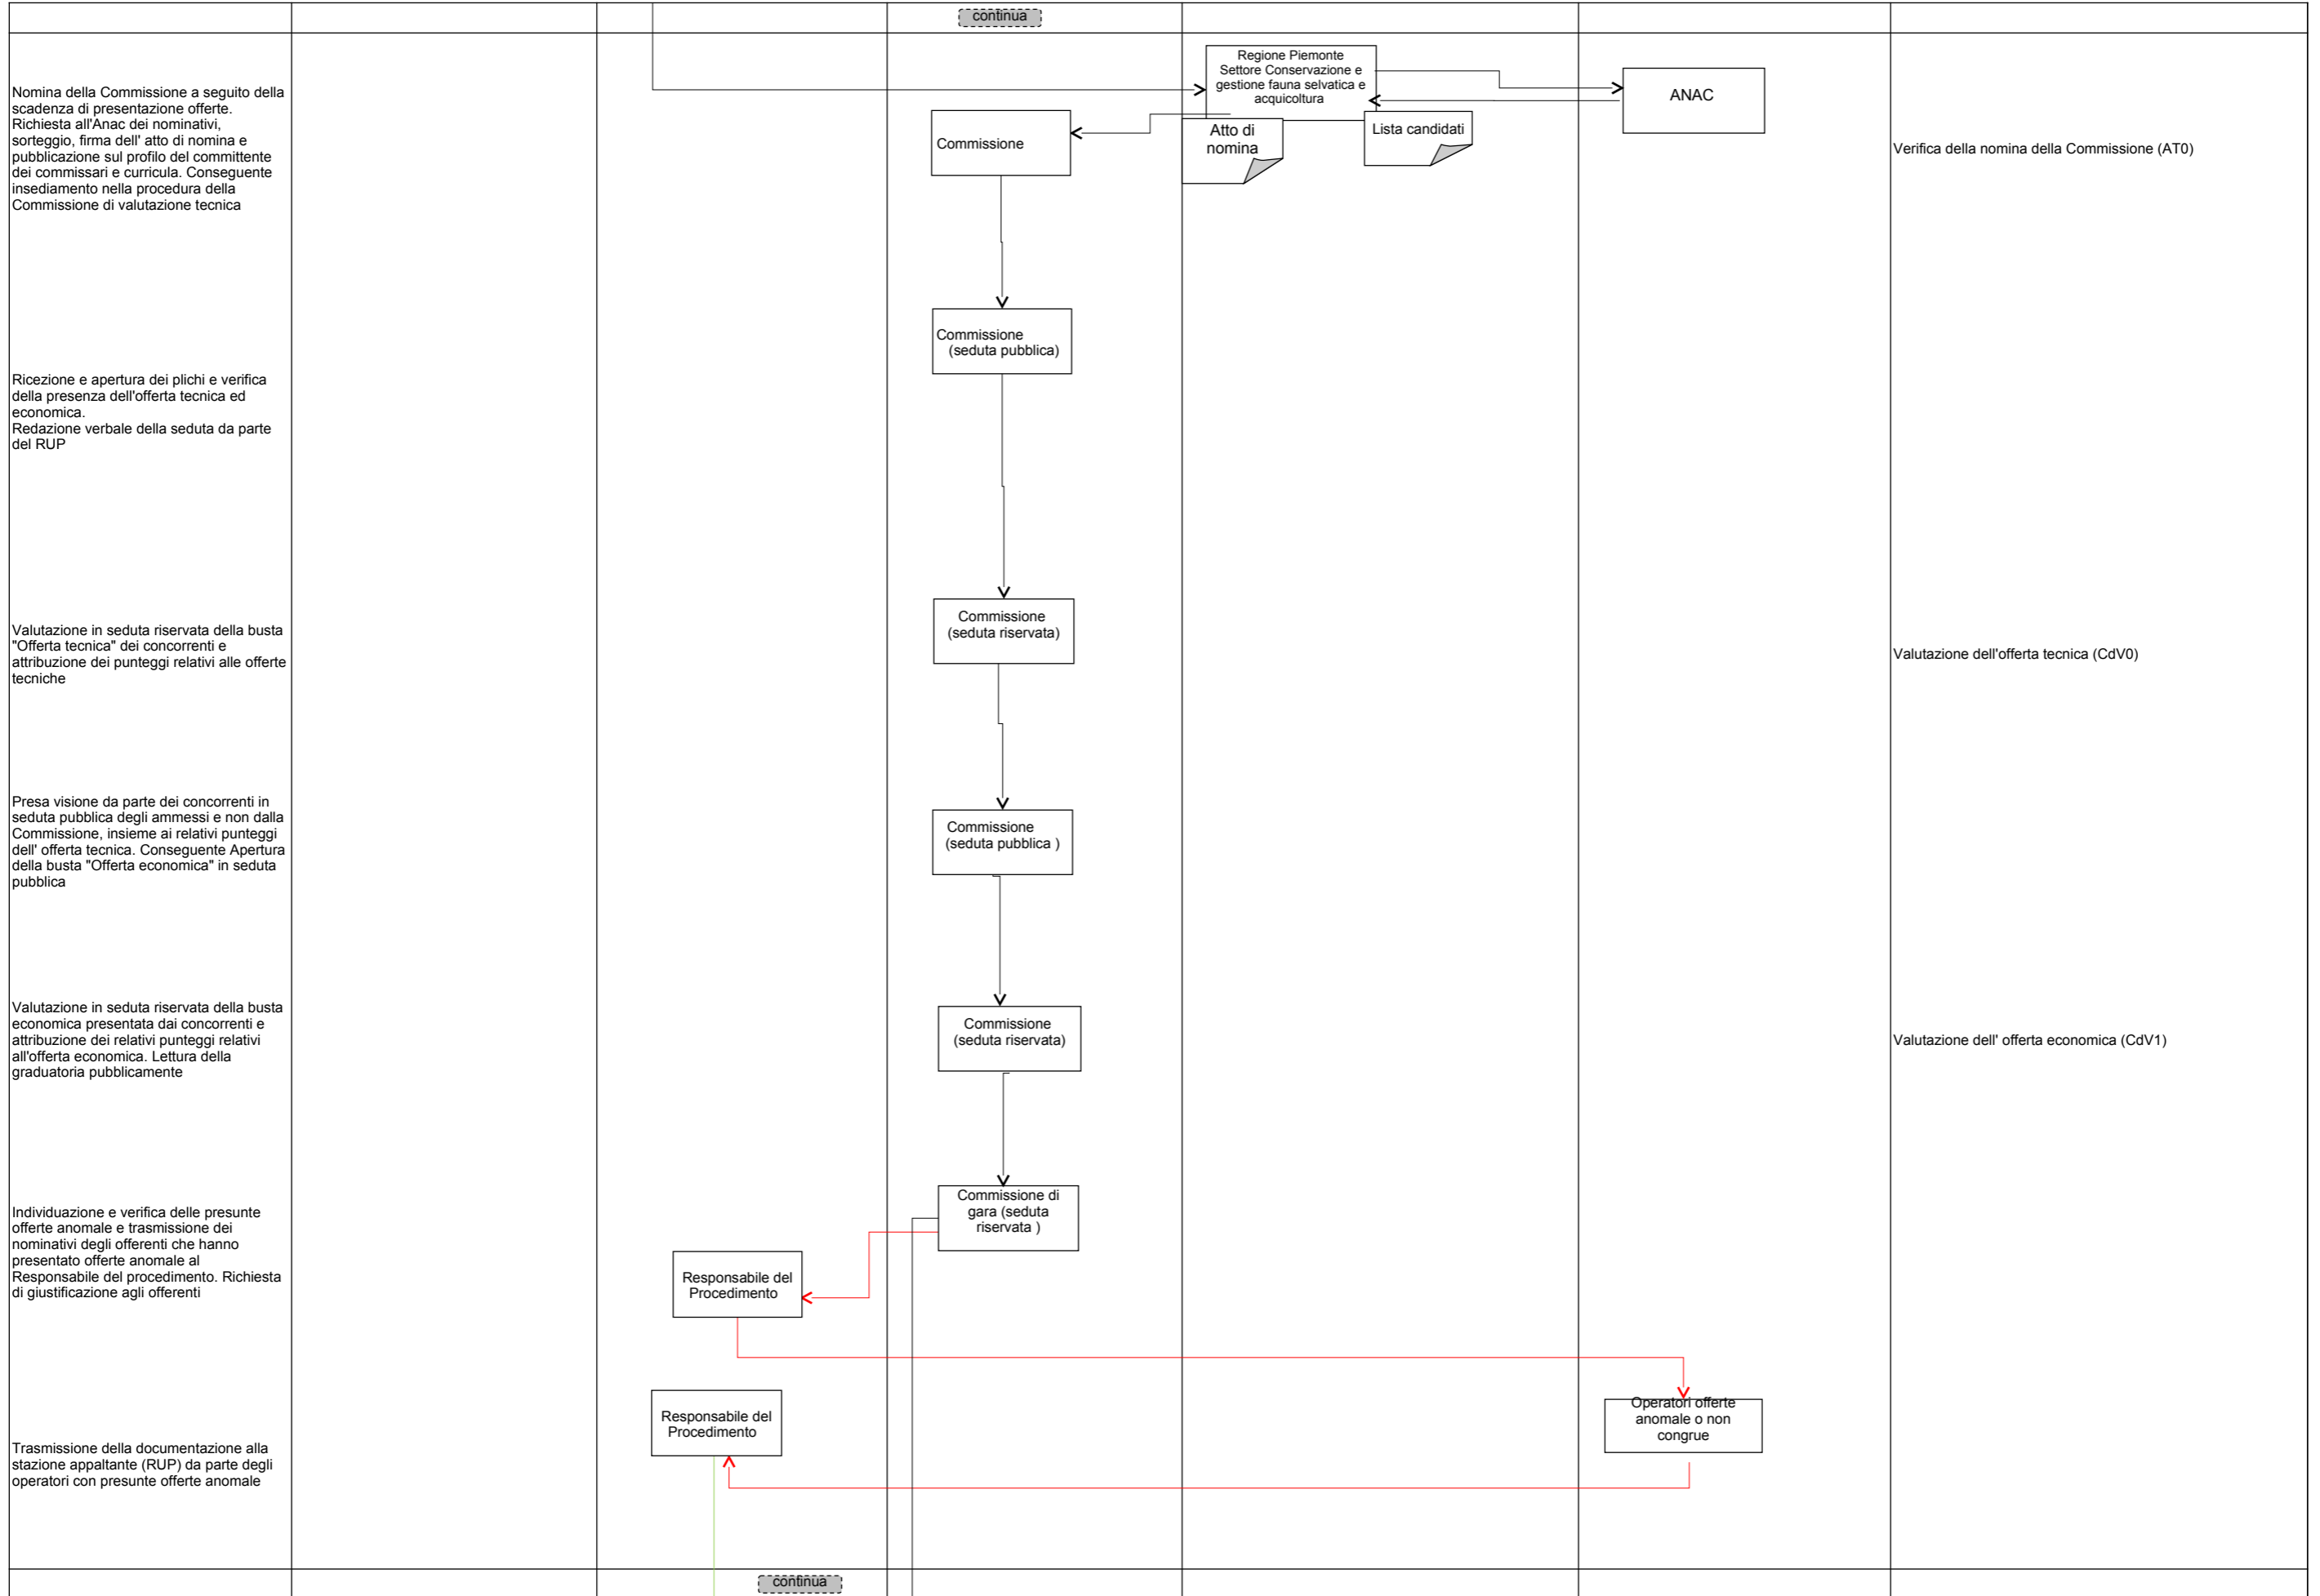 continua
Nomina della Commissione a seguito della
scadenza di presentazione offerte.
Richiesta all'Anac dei nominativi,
sorteggio, firma dell' atto di nomina e
pubblicazione sul profilo del committente
dei commissari e curricula. Conseguente
insediamento nella procedura della
Commissione di valutazione tecnica
Commissione
Regione Piemonte
Settore Conservazione e
gestione fauna selvatica e
acquicoltura
Atto di
nomina
Lista candidati
ANAC
Verifica della nomina della Commissione (AT0)
Commissione
(seduta pubblica)
Ricezione e apertura dei plichi e verifica
della presenza dell'offerta tecnica ed
economica.
Redazione verbale della seduta da parte
del RUP
Valutazione in seduta riservata della busta
"Offerta tecnica" dei concorrenti e
attribuzione dei punteggi relativi alle offerte
tecniche
Commissione
(seduta riservata)
Valutazione dell'offerta tecnica (CdV0)
Presa visione da parte dei concorrenti in
seduta pubblica degli ammessi e non dalla
Commissione, insieme ai relativi punteggi
dell' offerta tecnica. Conseguente Apertura
della busta "Offerta economica" in seduta
pubblica
Commissione
(seduta pubblica )
Valutazione in seduta riservata della busta
economica presentata dai concorrenti e
attribuzione dei relativi punteggi relativi
all'offerta economica. Lettura della
graduatoria pubblicamente
Commissione
(seduta riservata)
Valutazione dell' offerta economica (CdV1)
Individuazione e verifica delle presunte
offerte anomale e trasmissione dei
nominativi degli offerenti che hanno
presentato offerte anomale al
Responsabile del procedimento. Richiesta
di giustificazione agli offerenti
Commissione di
gara (seduta
riservata )
Responsabile del
Procedimento
Trasmissione della documentazione alla
stazione appaltante (RUP) da parte degli
operatori con presunte offerte anomale
Responsabile del
Procedimento
Operatori offerte
anomale o non
congrue
continua